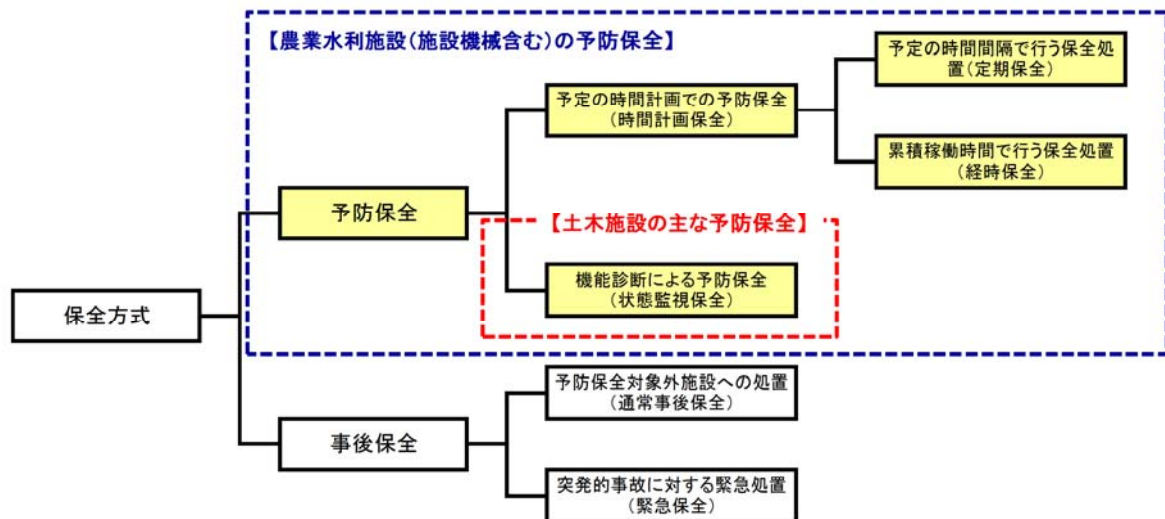 【農業水利施設(施設機械含む)の予防保全】
予定の時間間隔で行う保全処
置(定期保全)
予定の時間計画での予防保全
(時間計画保全)
累積稼働時間で行う保全処置
(経時保全)
予防保全
【土木施設の主な予防保全】
機能診断による予防保全
(状態監視保全)
保全方式
予防保全対象外施設への処置
(通常事後保全)
事後保全
突発的事故に対する緊急処置
(緊急保全)